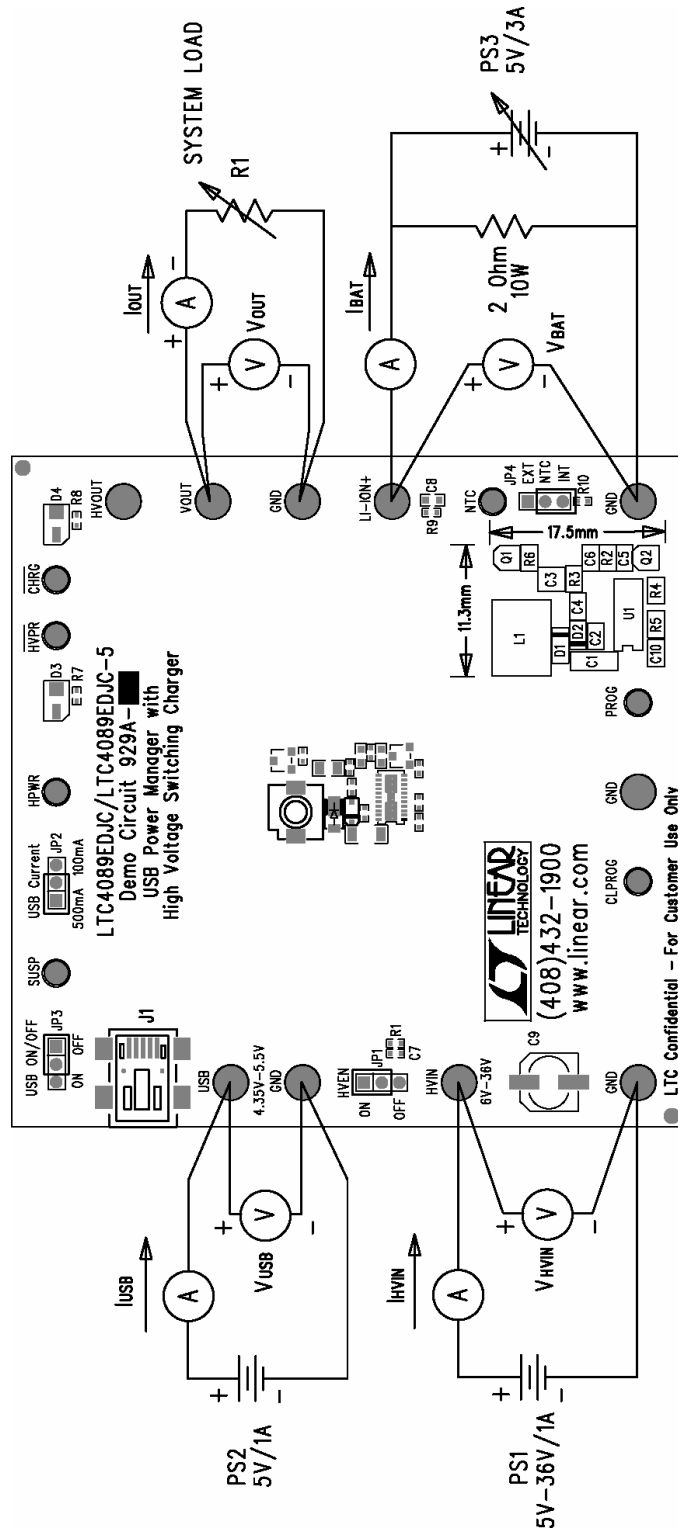 PS2
5V/1A
+
-
A
IUSB
+
V
-
VUSB
PS1
5V-36V/1A
+
-
A
IHVIN
+
V
-
VHVIN
USB ON/OFF
JP3
ON
OFF
SUSP
USB Current
JP2
500mA 100mA
HPWR
J1
USB
4.35V-5.5V
GND
HVEN
ON
JP1
OFF
R1
C7
HVIN
6V-36V
C9
GND
LTC4089EDJC/LTC4089EDJC-5
Demo Circuit 929A-
USB Power Manager with
High Voltage Switching Charger
D3
R7
HVPR
CHRG
D4
R8
HVOUT
VOUT
GND
LI-ION+
R9
C8
NTC
JP4
EXT
NTC
INT
R10
GND
LT LINEAR
TECHNOLOGY
(408)432-1900
www.linear.com
CLPROG
GND
PROG
11.3mm
17.5mm
L1
D1
D2
C4
C2
C1
C3
R3
Q1
R6
C6
R2
C5
Q2
U1
C10
R5
R4
LTC Confidential - For Customer Use Only
+
A
-
IOUT
+
V
-
VOUT
SYSTEM LOAD
R1
A
IBAT
+
V
-
VBAT
2 Ohm
10W
+
-
PS3
5V/3A